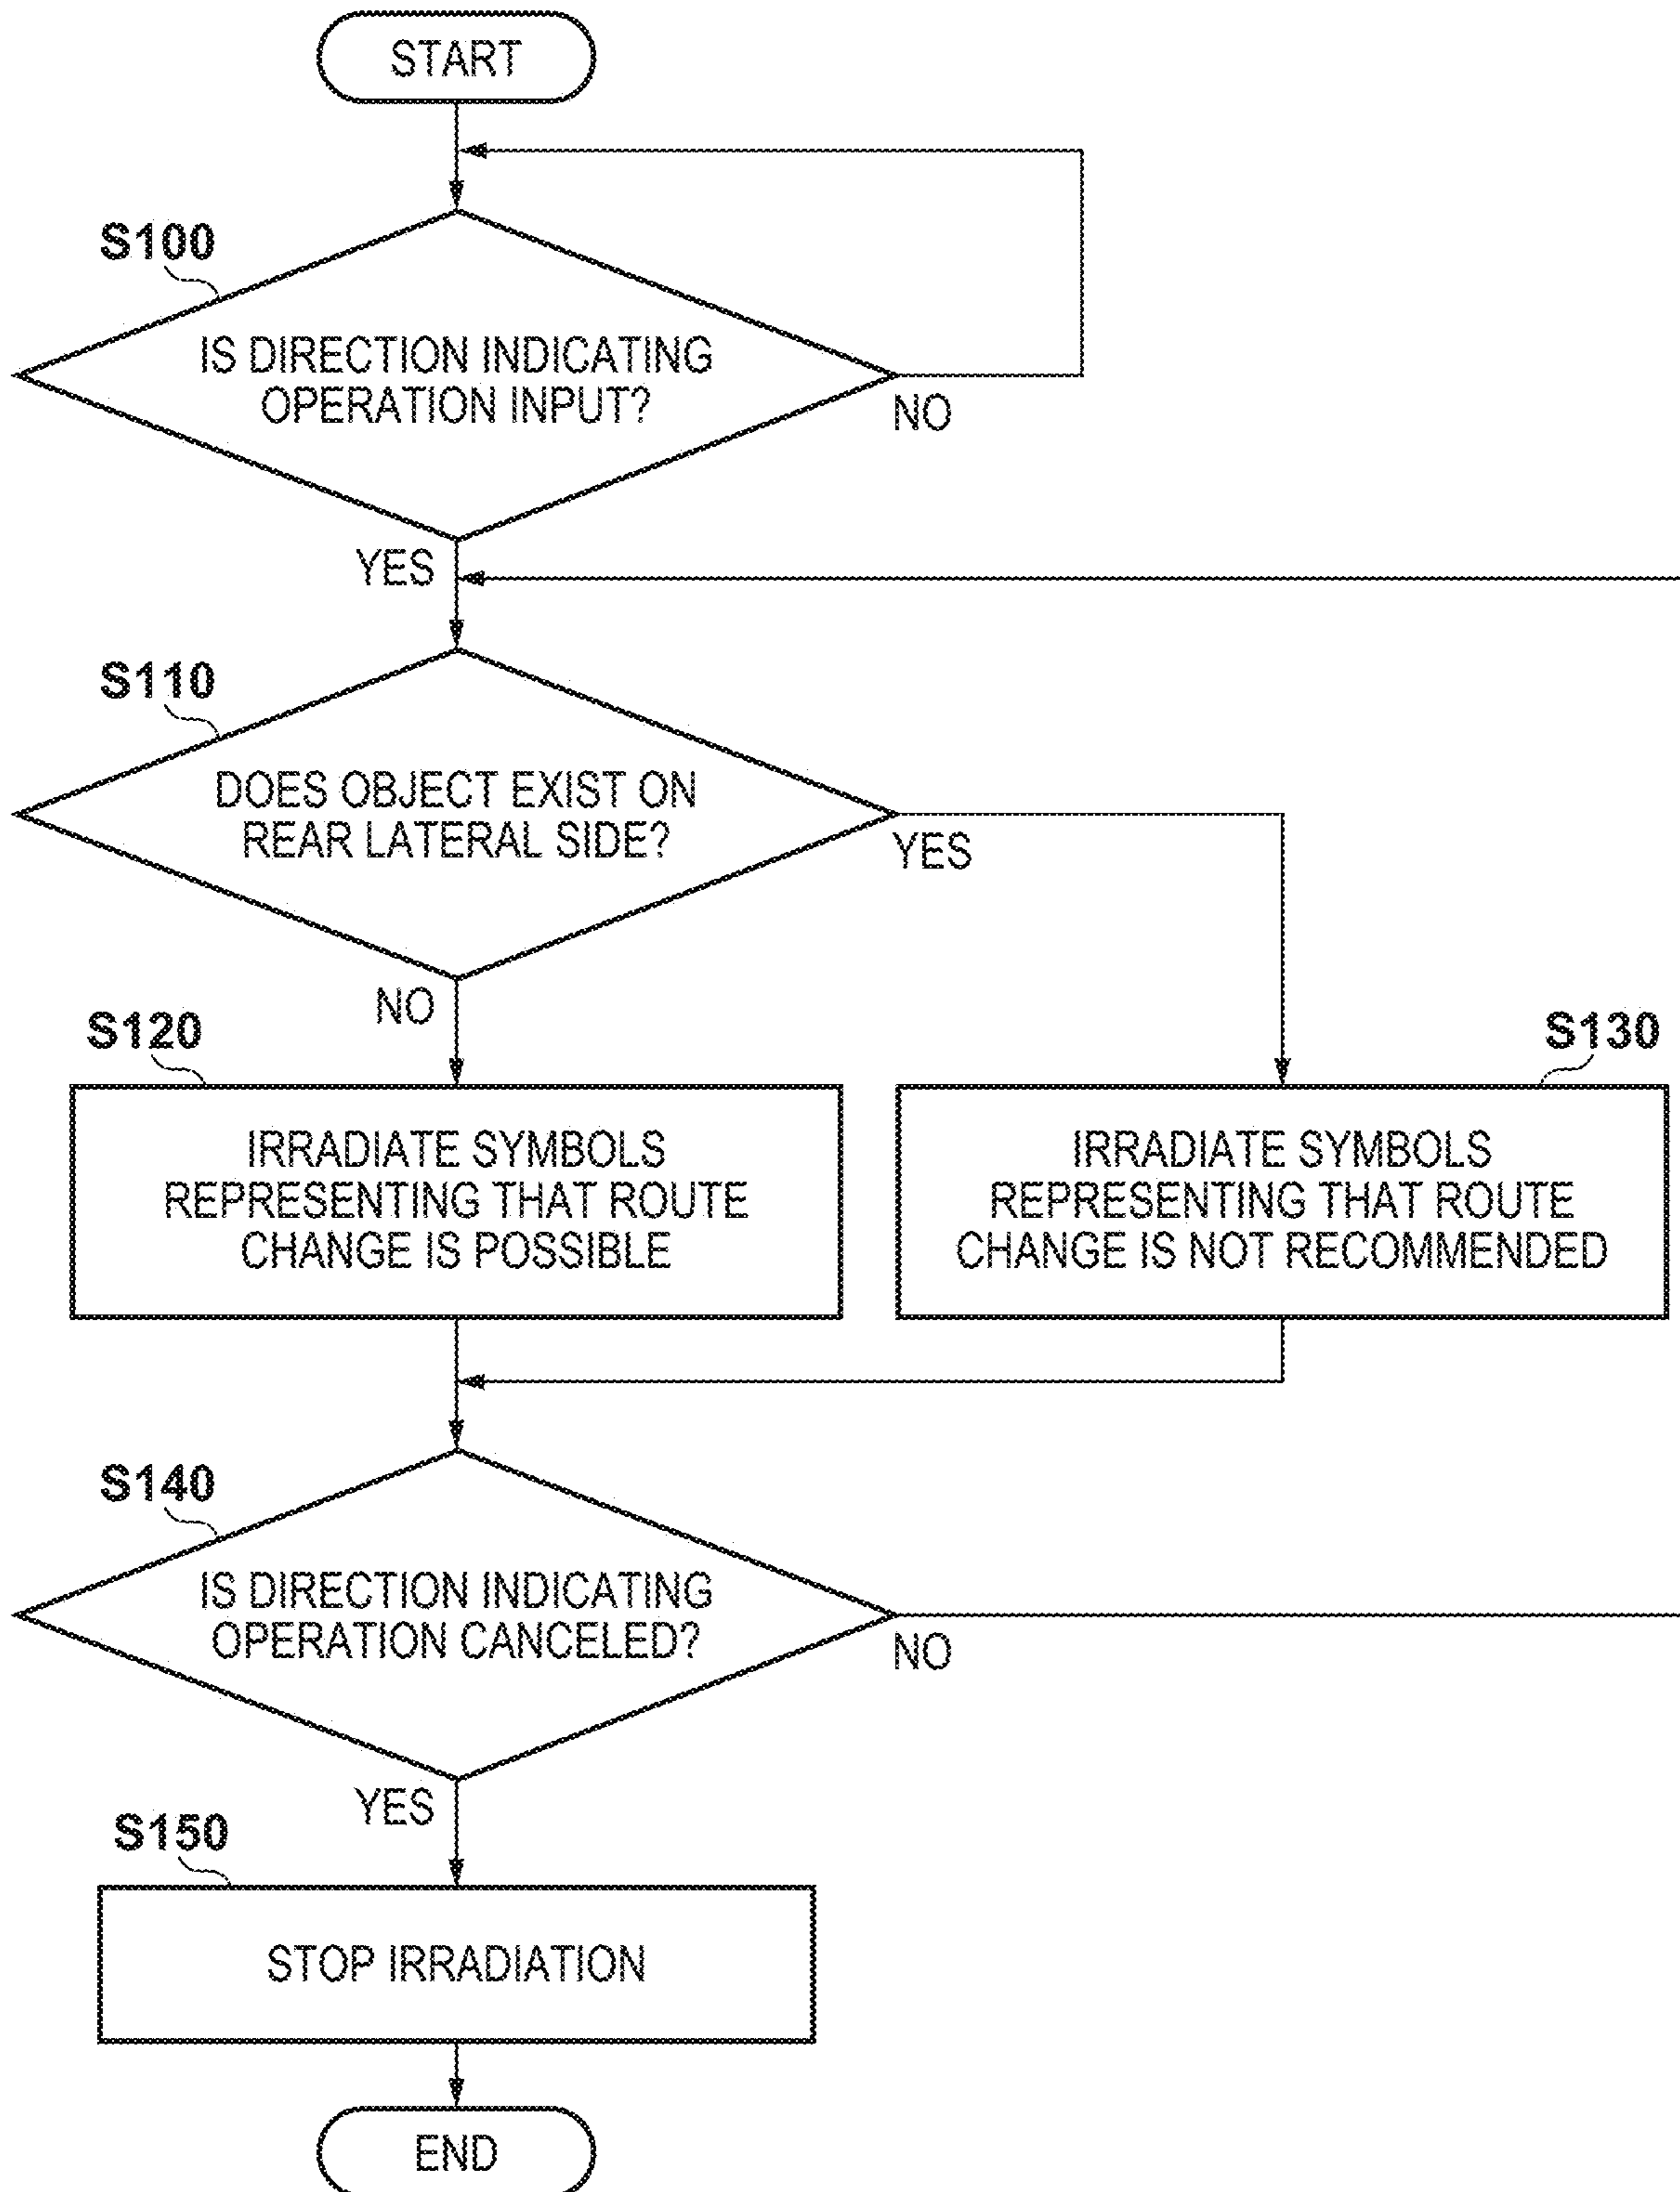 START
S100
IS DIRECTION INDICATING
OPERATION INPUT?
NO
YES
S110
DOES OBJECT EXIST ON
REAR LATERAL SIDE?
YES
NO
S120
S130
IRRADIATE SYMBOLS
REPRESENTING THAT ROUTE
CHANGE IS POSSIBLE
IRRADIATE SYMBOLS
REPRESENTING THAT ROUTE
CHANGE IS NOT RECOMMENDED
S140
IS DIRECTION INDICATING
OPERATION CANCELED?
NO
YES
S150
STOP IRRADIATION
END